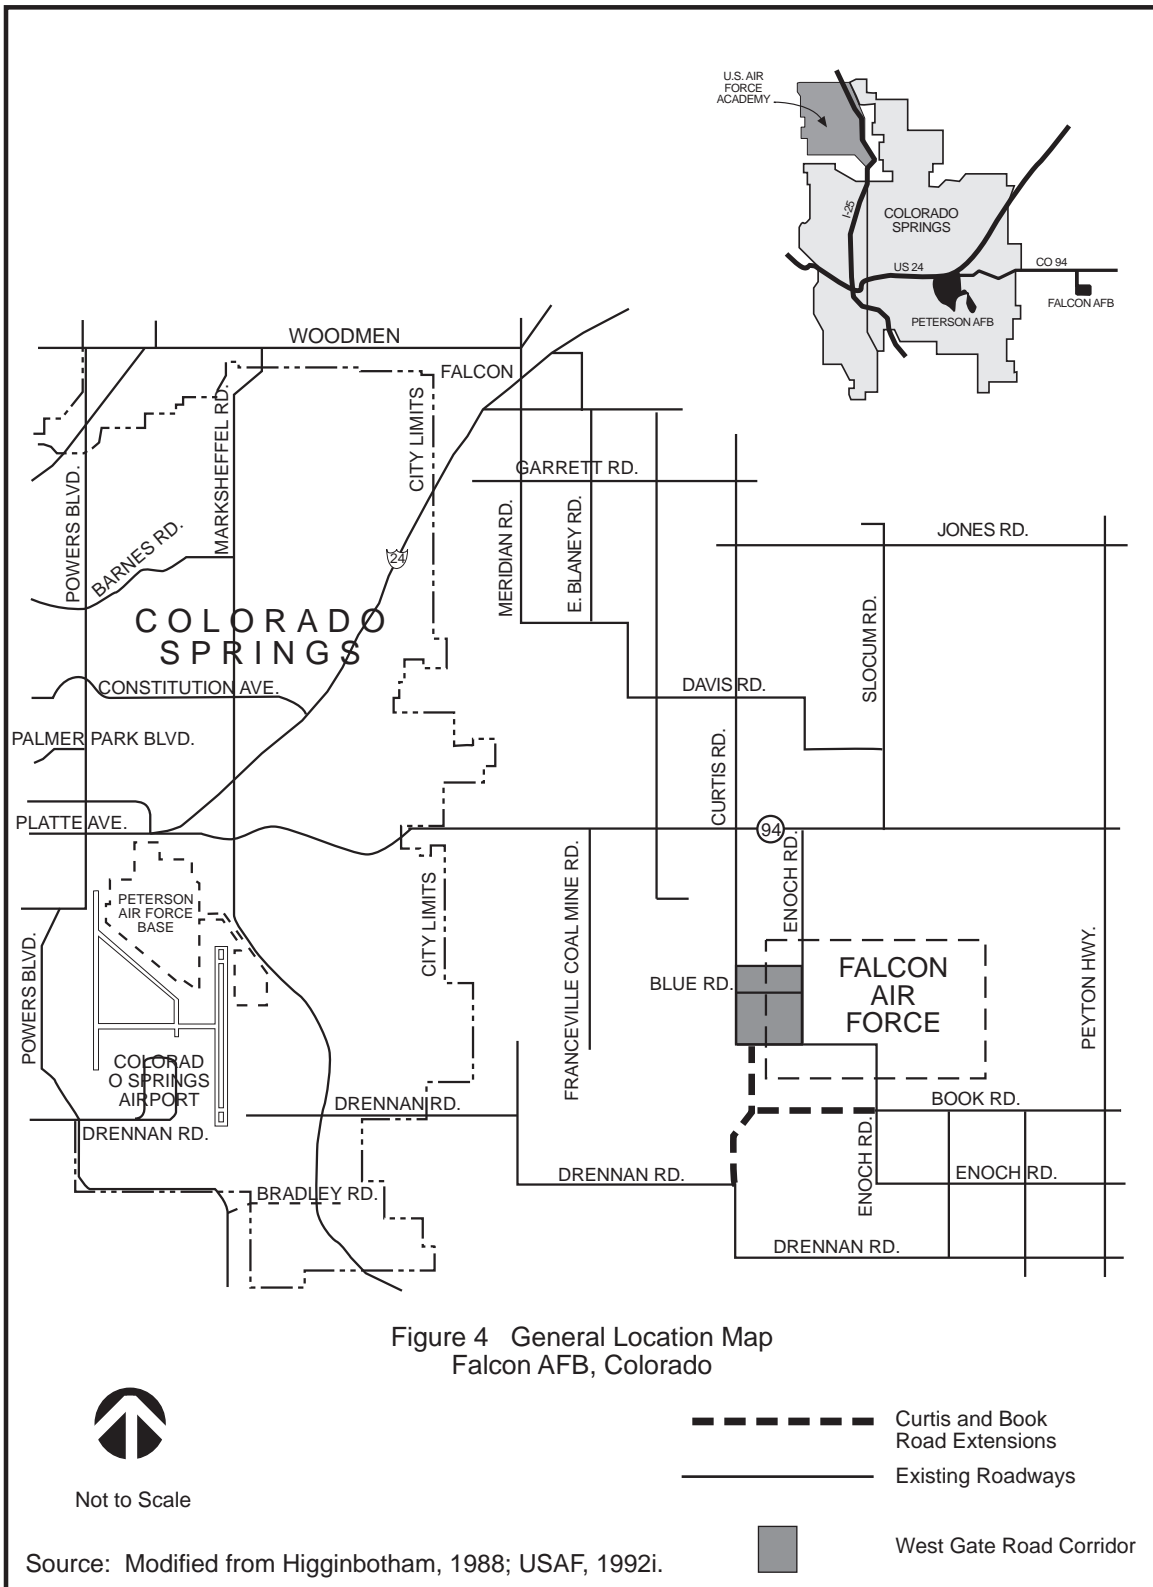 U.S. AIR
FORCE
ACADEMY
I-25
COLORADO
SPRINGS
US 24
CO 94
FALCON AFB
PETERSON AFB
WOODMEN
FALCON
MARKSHEFFEL RD.
CITY LIMITS
POWERS BLVD.
BARNES RD.
24
GARRETT RD.
MERIDIAN RD.
E. BLANEY RD.
JONES RD.
COLORADO
SPRINGS
SLOCUM RD.
CONSTITUTION AVE.
DAVIS RD.
PALMER PARK BLVD.
CURTIS RD.
PLATTE AVE.
94
PETERSON
AIR FORCE
BASE
CITY LIMITS
FRANCEVILLE COAL MINE RD.
ENOCH RD.
POWERS BLVD.
BLUE RD.
FALCON
AIR
FORCE
PEYTON HWY.
COLORAD
O SPRINGS
AIRPORT
DRENNAN RD.
DRENNAN RD.
BOOK RD.
ENOCH RD.
DRENNAN RD.
ENOCH RD.
BRADLEY RD.
DRENNAN RD.
Figure 4 General Location Map
Falcon AFB, Colorado
Not to Scale
Curtis and Book
Road Extensions
Existing Roadways
West Gate Road Corridor
Source: Modified from Higginbotham, 1988; USAF, 1992i.